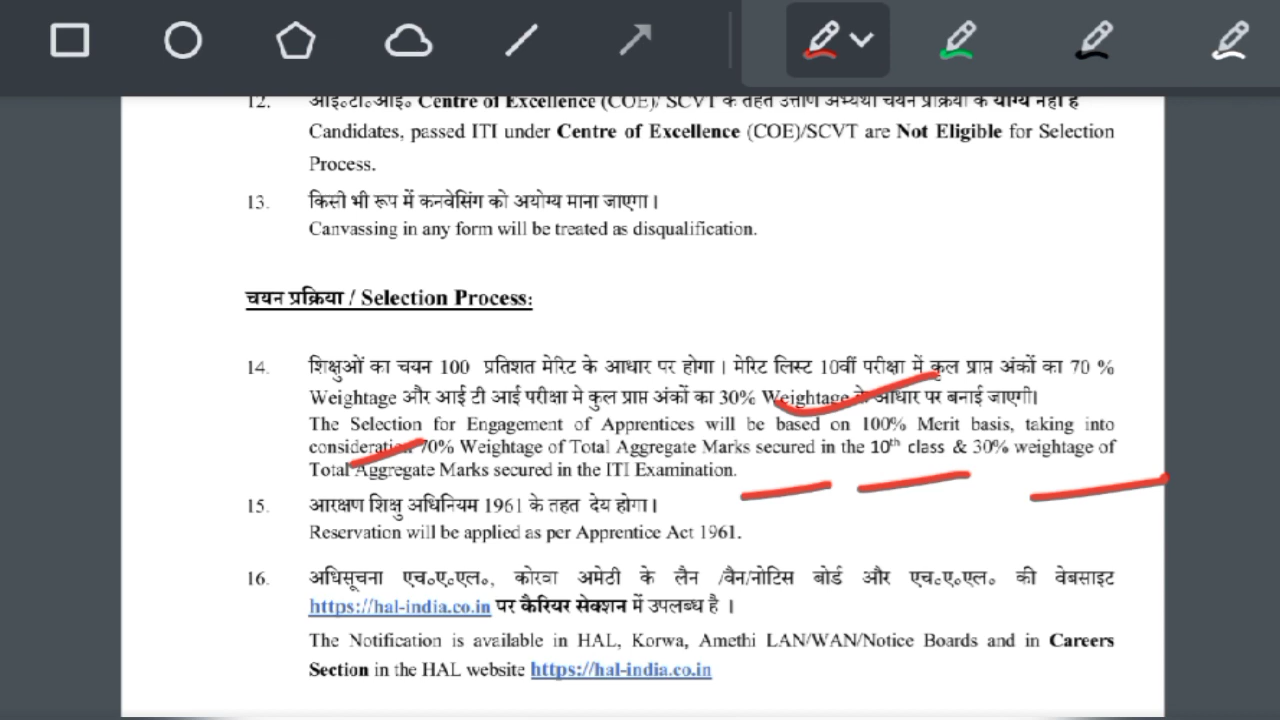 12. आई०टी०आई० Centre of Excellence (COE)/ SCVT के तहत उत्तीर्ण अभ्यर्थी चयन प्रक्रिया के योग्य नहीं है
Candidates, passed ITI under Centre of Excellence (COE)/SCVT are Not Eligible for Selection
Process.
13. किसी भी रूप में कनवेसिंग को अयोग्य माना जाएगा।
Canvassing in any form will be treated as disqualification.
चयन प्रक्रिया / Selection Process:
14. शिक्षुओं का चयन 100 प्रतिशत मेरिट के आधार पर होगा । मेरिट लिस्ट 10वीं परीक्षा में कुल प्राप्त अंकों का 70 %
Weightage और आई टी आई परीक्षा मे कुल प्राप्त अंकों का 30% Weightage के आधार पर बनाई जाएगी।
The Selection for Engagement of Apprentices will be based on 100% Merit basis, taking into
consideration 70% Weightage of Total Aggregate Marks secured in the 10th class & 30% weightage of
Total Aggregate Marks secured in the ITI Examination.
15. आरक्षण शिक्षु अधिनियम 1961 के तहत देय होगा।
Reservation will be applied as per Apprentice Act 1961.
16. अधिसूचना एच०ए०एल०, कोरवा अमेठी के लैन /वैन/नोटिस बोर्ड और एच०ए०एल० की वेबसाइट
https://hal-india.co.in पर कैरियर सेक्शन में उपलब्ध है ।
The Notification is available in HAL, Korwa, Amethi LAN/WAN/Notice Boards and in Careers
Section in the HAL website https://hal-india.co.in